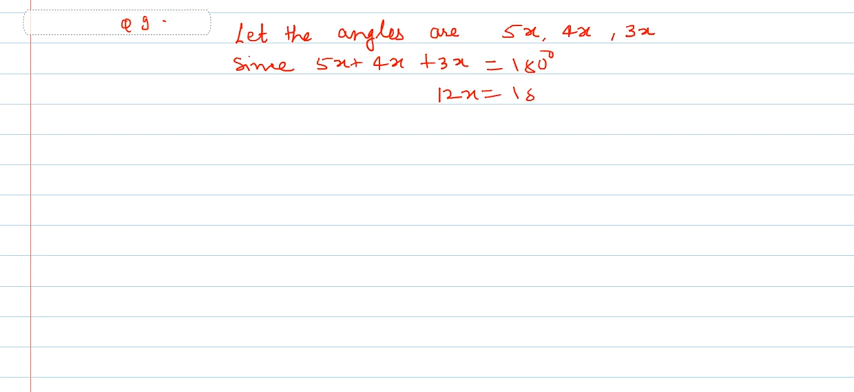 Q 9.
Let the angles are 5x, 4x, 3x
Since 5x+ 4x +3x = 180°
12x = 18